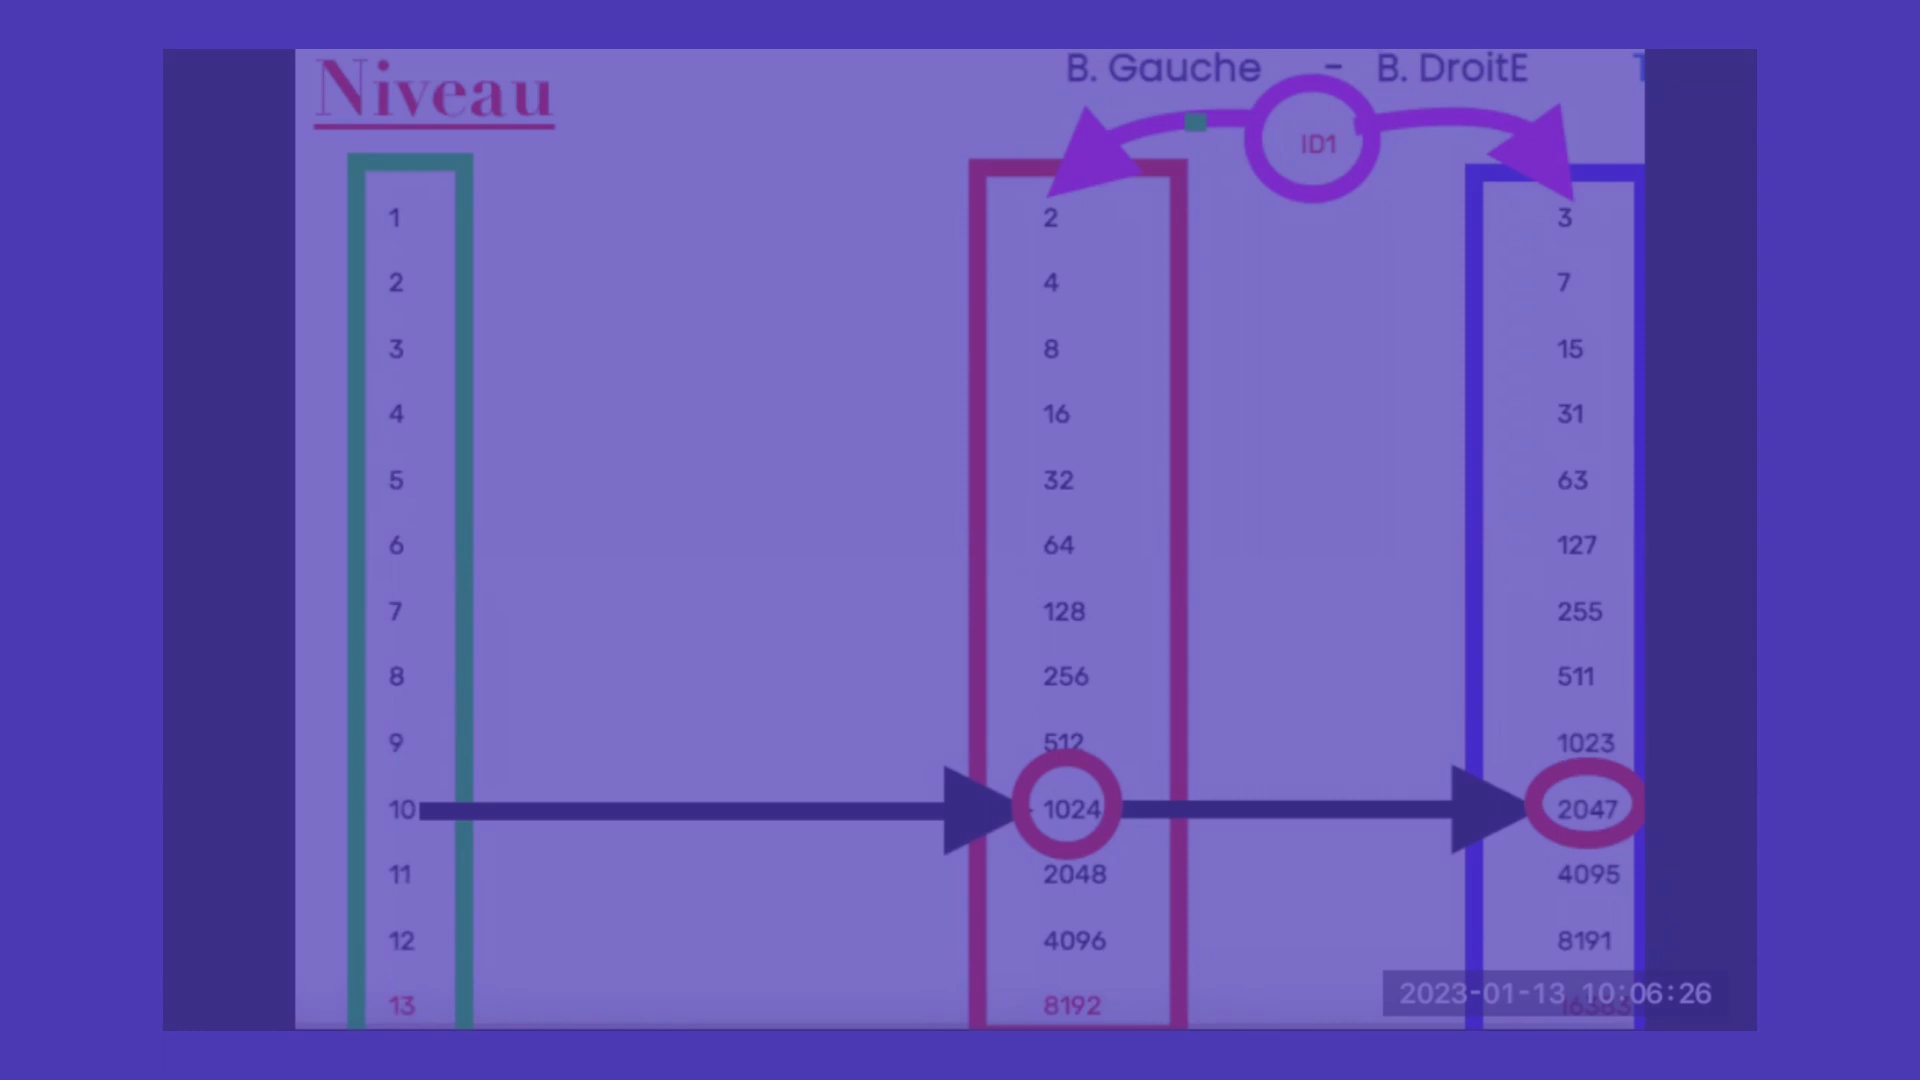 B. Gauche - B. DroitE
Niveau
ID1
1 2 3
2 4 7
3 8 15
4 16 31
5 32 63
6 64 127
7 128 255
8 256 511
9 512 1023
10 1024 2047
11 2048 4095
12 4096 8191
13 8192 16383
2023-01-13 10:06:26